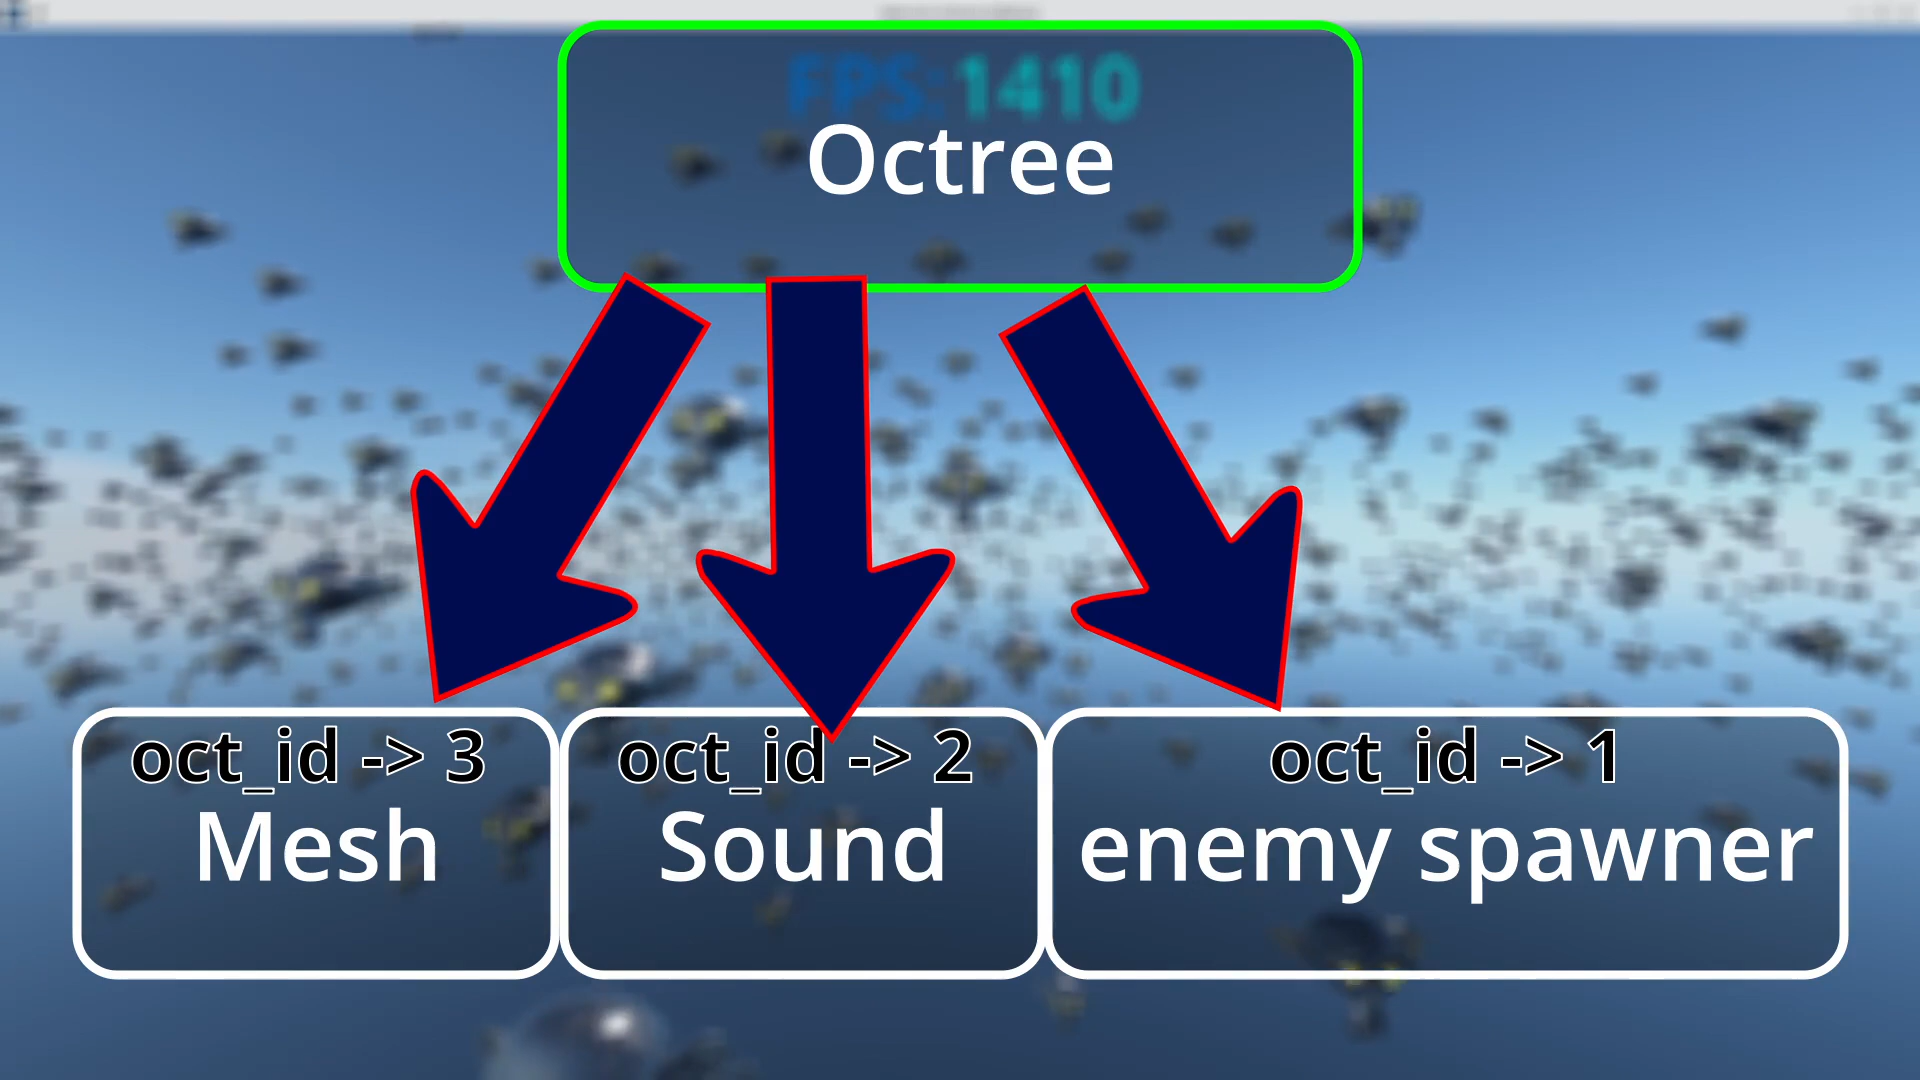 FPS:1410
Octree
oct_id -> 3
Mesh
oct_id -> 2
Sound
oct_id -> 1
enemy spawner